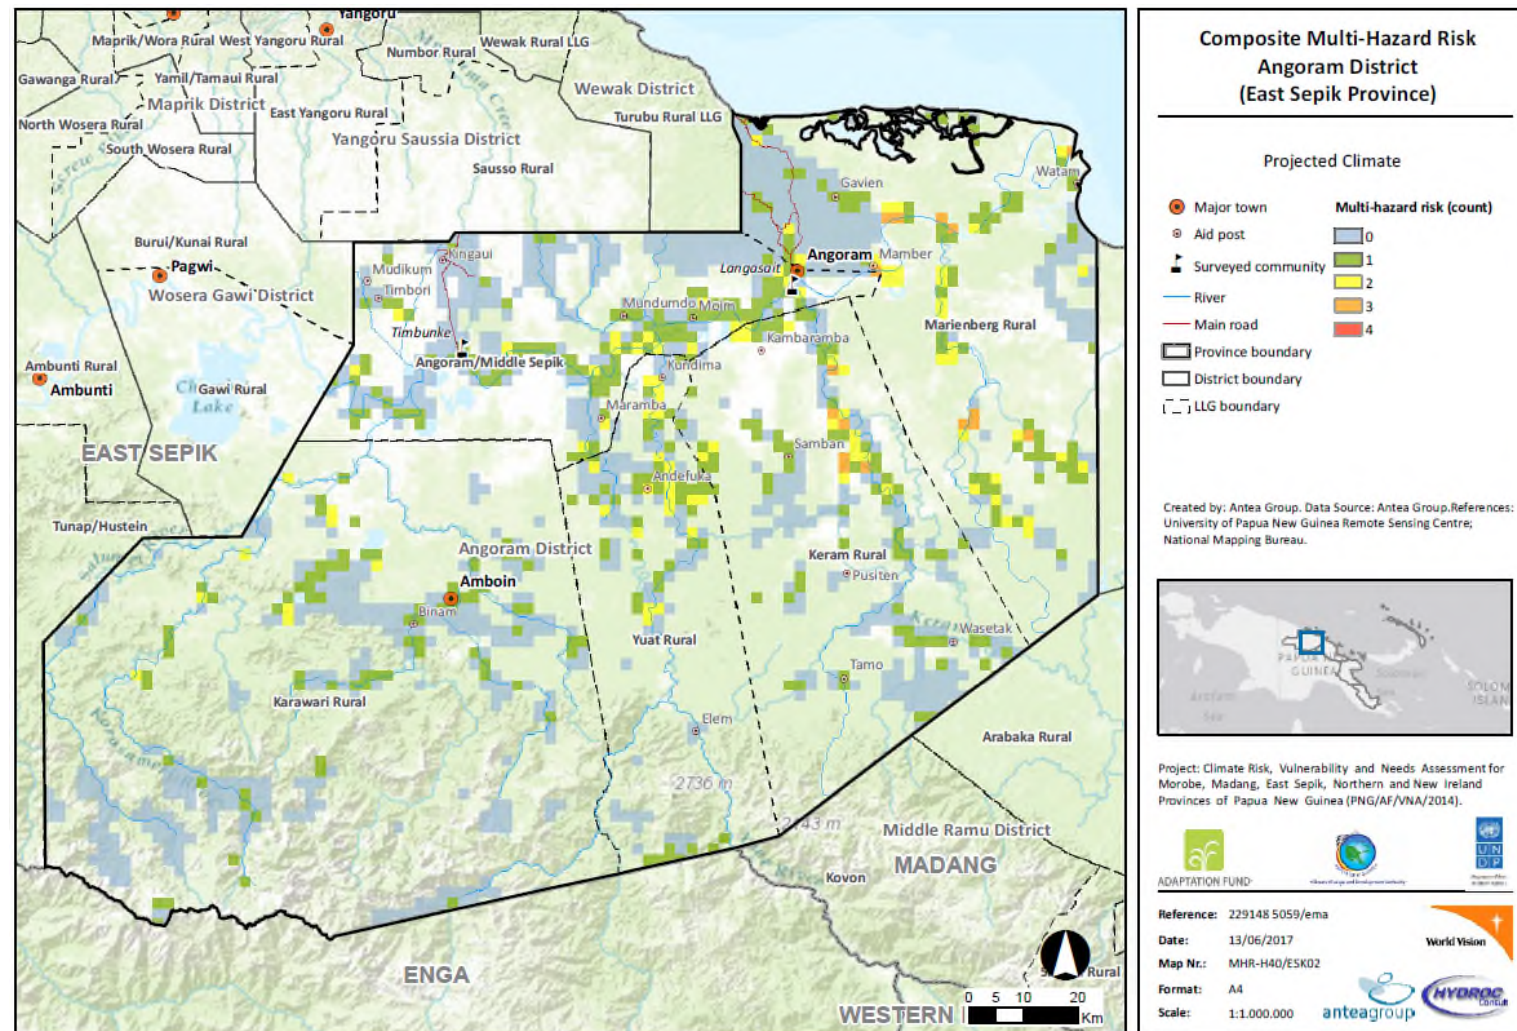 Yangoru
Maprik/Wora Rural
West Yangoru Rural
Numbor Rural
Wewak Rural LLG
Gawanga Rural
Yamil/Tamaui Rural
Maprik District
Wewak District
East Yangoru Rural
Turubu Rural LLG
North Wosera Rural
Yangoru Saussia District
South Wosera Rural
Sausso Rural
Screw
Watam
Gavien
Burui/Kunai Rural
Kingaui
Angoram
Mamber
Langasait
Pagwi
Mudikum
Wosera Gawi District
Timbori
Mundumdo
Moim
Marienberg Rural
Timbunke
Kambaramba
Ambunti Rural
Angoram/Middle Sepik
Kundima
Ambunti
Gawi Rural
Lake
Maramba
EAST SEPIK
Samban
Andefuka
Tunap/Hustein
Angoram District
Keram Rural
Amboin
Pusiten
Binam
Wasetak
Yuat Rural
Tamo
Karawari Rural
Elem
Arabaka Rural
2736 m
2143 m
Middle Ramu District
MADANG
Kovon
ENGA
Rural
WESTERN
0 5 10 20
Km
Composite Multi-Hazard Risk
Angoram District
(East Sepik Province)
Projected Climate
Major town
Aid post
Surveyed community
River
Main road
Province boundary
District boundary
LLG boundary
Multi-hazard risk (count)
0
1
2
3
4
Created by: Antea Group. Data Source: Antea Group.References:
University of Papua New Guinea Remote Sensing Centre;
National Mapping Bureau.
PAPUA N
GUINEA
SOLOM
ISLAN
Project: Climate Risk, Vulnerability and Needs Assessment for
Morobe, Madang, East Sepik, Northern and New Ireland
Provinces of Papua New Guinea (PNG/AF/VNA/2014).
ADAPTATION FUND
U N
D P
Reference: 229148 5059/ema
Date: 13/06/2017
Map Nr.: MHR-H40/ESK02
Format: A4
Scale: 1:1.000.000
World Vision
anteagroup
HYDROC
Consult